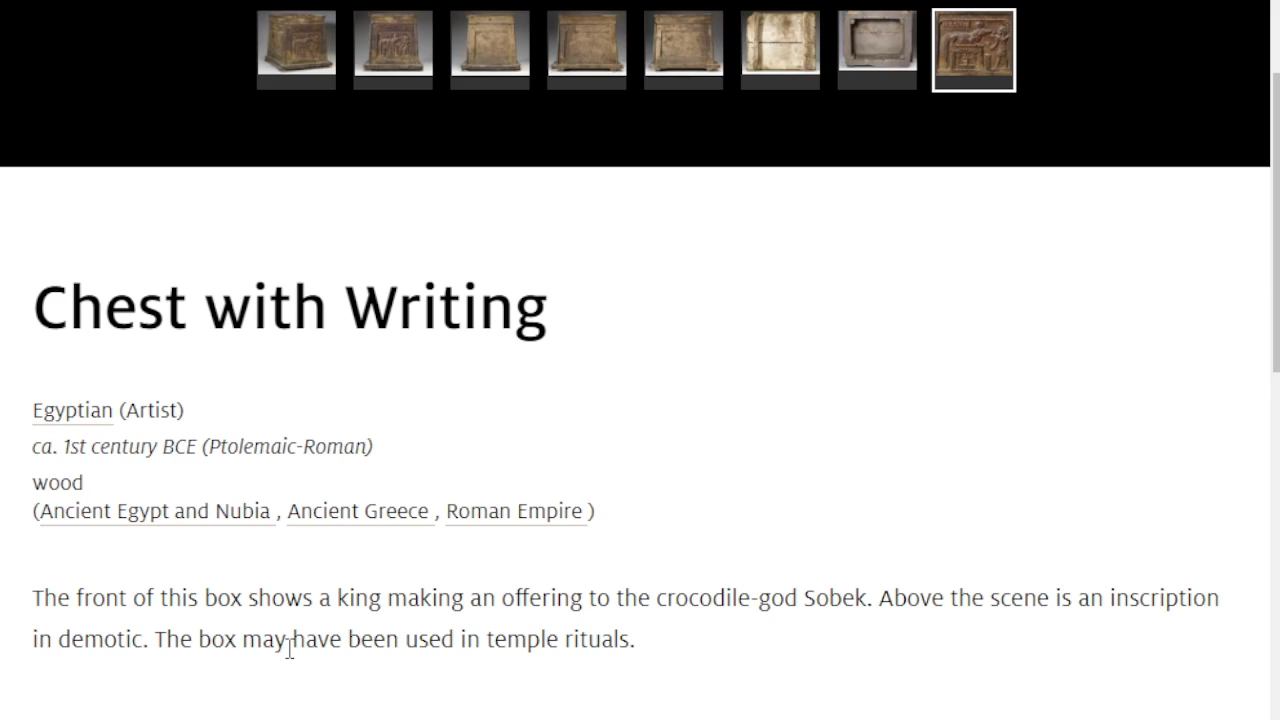 Chest with Writing
Egyptian (Artist)
ca. 1st century BCE (Ptolemaic-Roman)
wood
(Ancient Egypt and Nubia , Ancient Greece , Roman Empire )
The front of this box shows a king making an offering to the crocodile-god Sobek. Above the scene is an inscription
in demotic. The box may have been used in temple rituals.